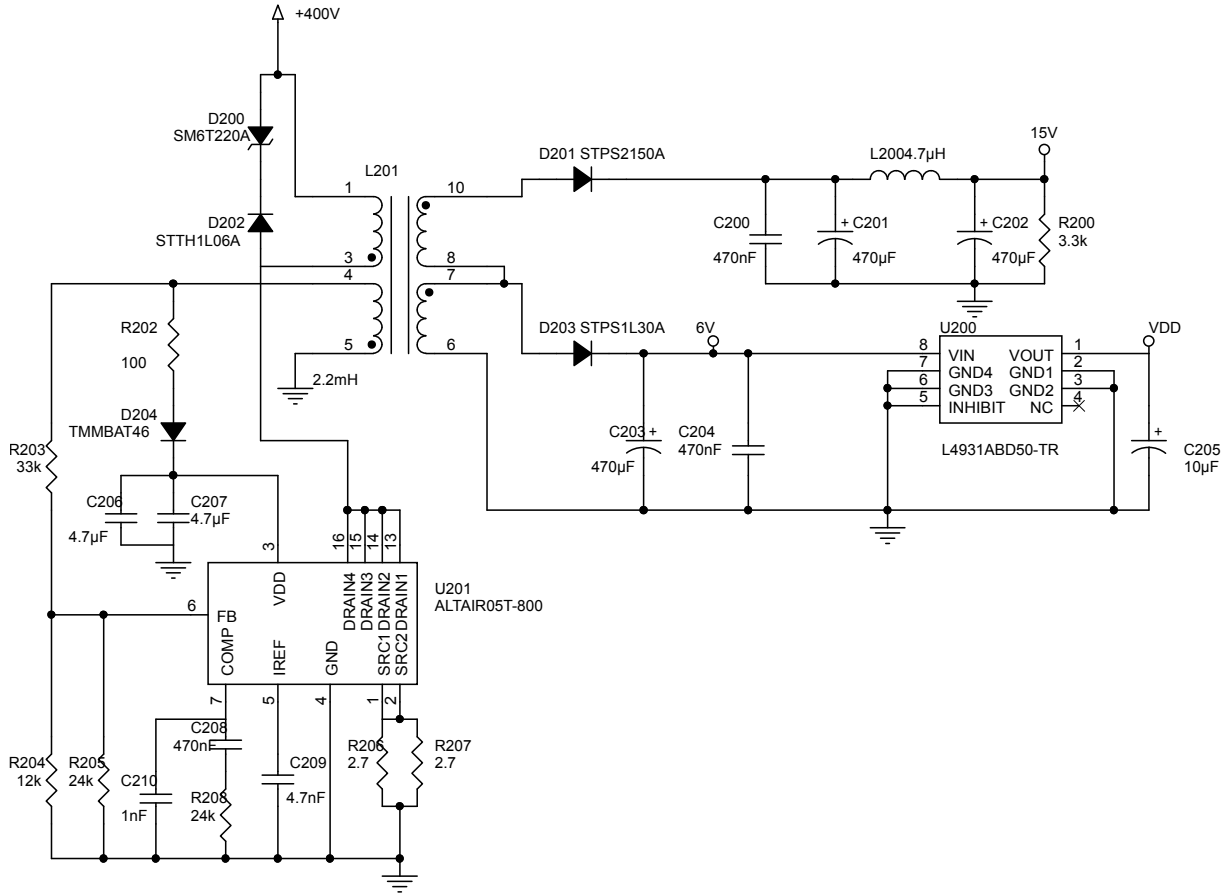 +400V
D200
SM6T220A
D202
STTH1L06A
L201
1
10
3
8
4
7
5
6
2.2mH
D201 STPS2150A
L2004.7µH
15V
C200
470nF
+
C201
470µF
+
C202
470µF
R200
3.3k
D203 STPS1L30A
6V
U200
VDD
8
VIN
VOUT
1
7
GND4
GND1
2
6
GND3
GND2
3
5
INHIBIT
NC
4
L4931ABD50-TR
C203
+
470µF
C204
470nF
+
C205
10µF
R202
100
D204
TMMBAT46
R203
33k
C206
4.7µF
C207
4.7µF
3
16
15
14
13
VDD
DRAIN4
DRAIN3
DRAIN2
DRAIN1
U201
ALTAIR05T-800
6
FB
COMP
IREF
GND
SRC1
SRC2
7
5
4
1
2
C208
470nF
R206
2.7
R207
2.7
R204
12k
R205
24k
C210
1nF
R208
24k
C209
4.7nF